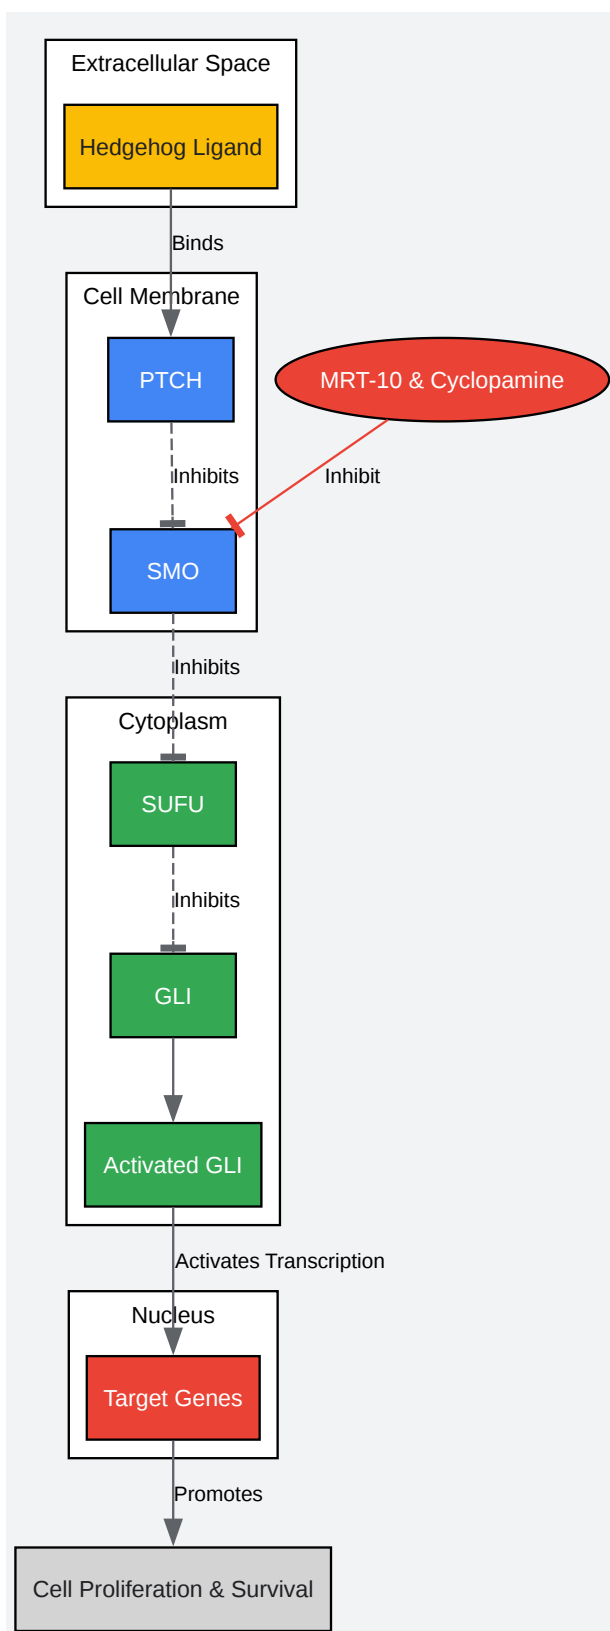 Extracellular Space
Hedgehog Ligand
Binds
Cell Membrane
PTCH
MRT-10 & Cyclopamine
Inhibits
Inhibit
SMO
Inhibits
Cytoplasm
SUFU
Inhibits
GLI
Activated GLI
Activates Transcription
Nucleus
Target Genes
Promotes
Cell Proliferation & Survival